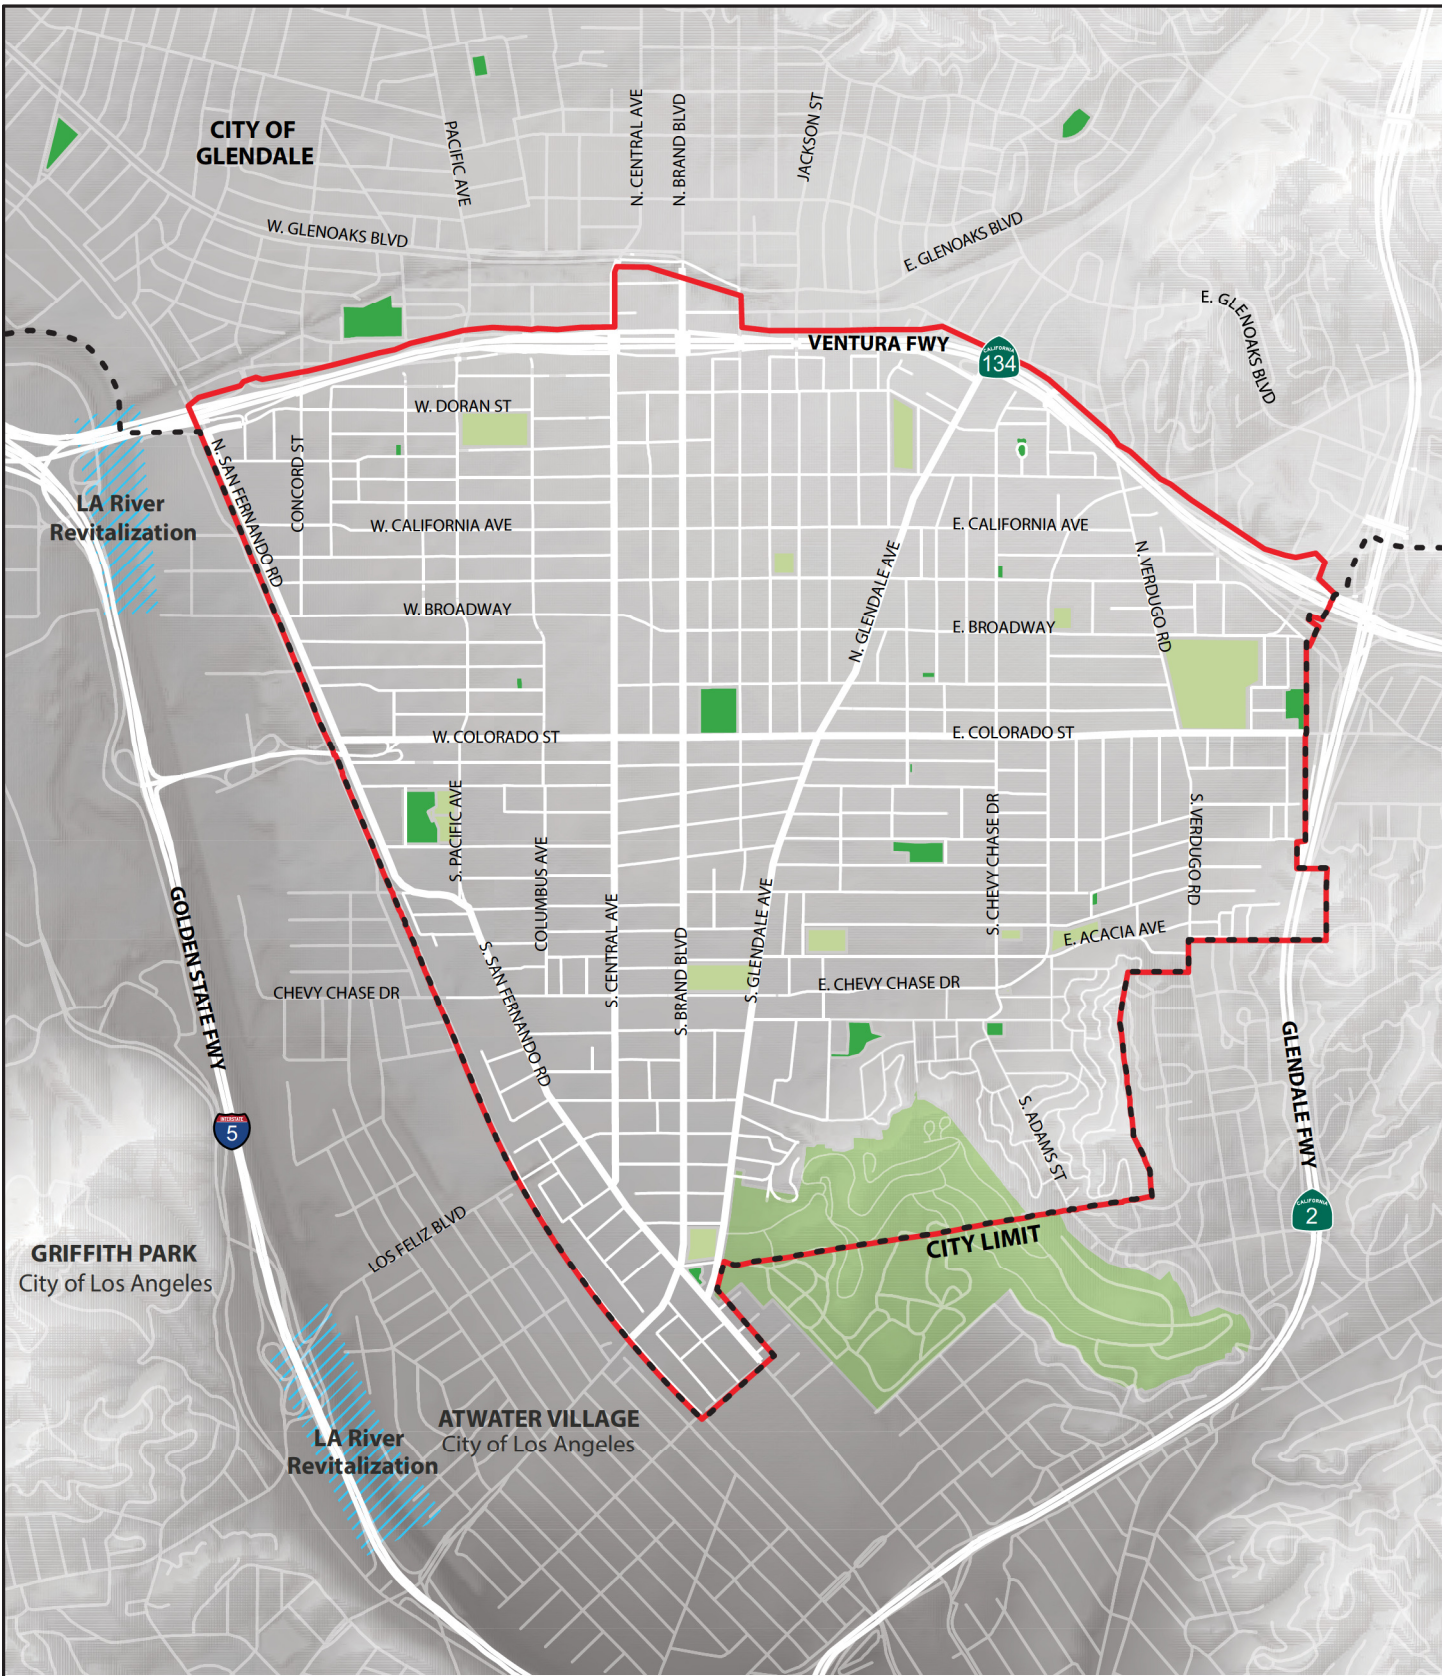 CITY OF
GLENDALE
PACIFIC AVE
N. CENTRAL AVE
N. BRAND BLVD
JACKSON ST
W. GLENOAKS BLVD
E. GLENOAKS BLVD
E. GLENOAKS BLVD
VENTURA FWY
CALIFORNIA
134
W. DORAN ST
N. SAN FERNANDO RD
CONCORD ST
LA River
Revitalization
W. CALIFORNIA AVE
E. CALIFORNIA AVE
N. GLENDALE AVE
N. VERDUGO RD
W. BROADWAY
E. BROADWAY
W. COLORADO ST
E. COLORADO ST
S. PACIFIC AVE
COLUMBUS AVE
S. CENTRAL AVE
S. BRAND BLVD
S. GLENDALE AVE
S. CHEVY CHASE DR
S. VERDUGO RD
GOLDEN STATE FWY
S. SAN FERNANDO RD
E. ACACIA AVE
CHEVY CHASE DR
E. CHEVY CHASE DR
GLENDALE FWY
INTERSTATE
5
S. ADAMS ST
CALIFORNIA
2
LOS FELIZ BLVD
CITY LIMIT
GRIFFITH PARK
City of Los Angeles
ATWATER VILLAGE
City of Los Angeles
LA River
Revitalization